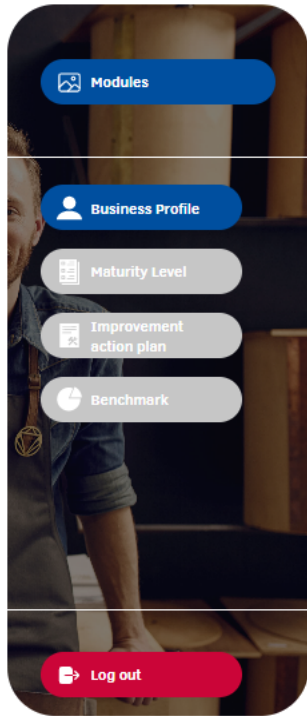 Modules
Business Profile
Maturity Level
Improvement
action plan
Benchmark
Log out